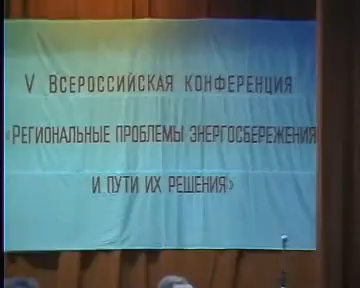 V Всероссийская конференция
«Региональные проблемы энергосбережения
и пути их решения»